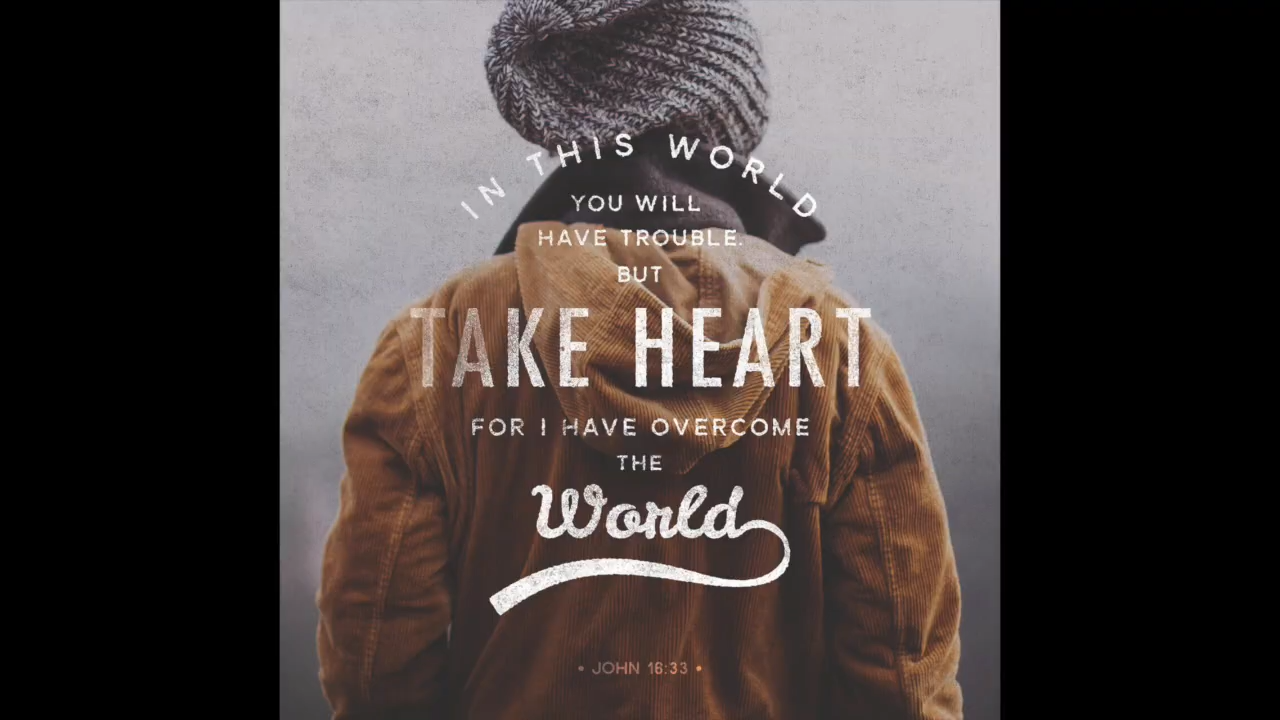 IN THIS WORLD
YOU WILL
HAVE TROUBLE.
BUT
TAKE HEART
FOR I HAVE OVERCOME
THE
World
• JOHN 16:33 •